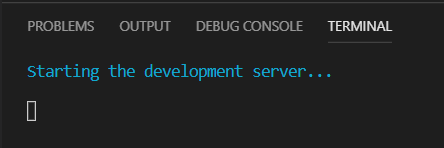 PROBLEMS OUTPUT DEBUG CONSOLE TERMINAL
Starting the development server...